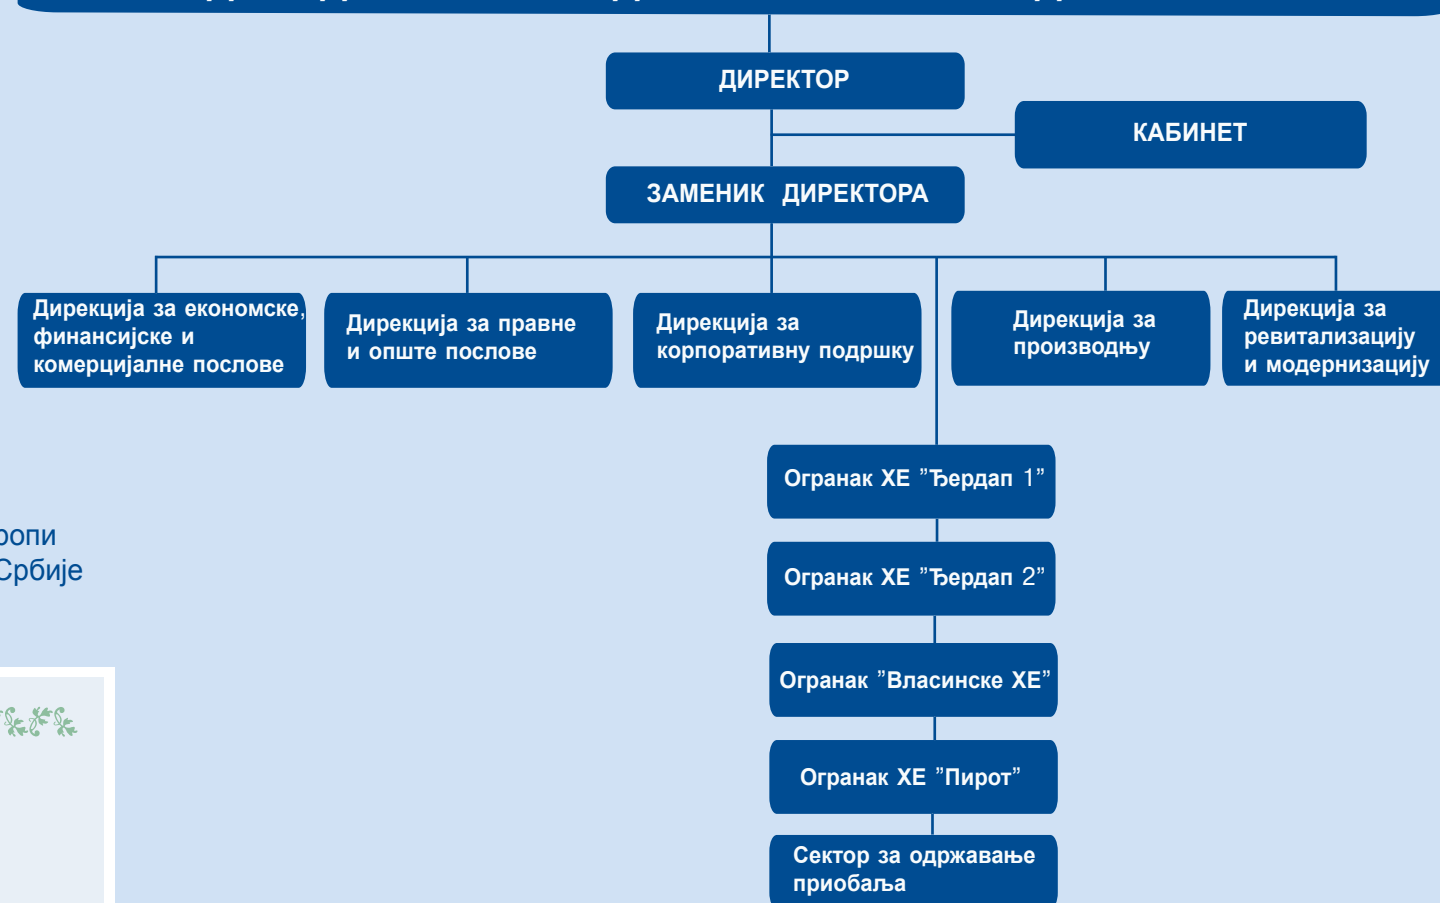 ДИРЕКТОР
КАБИНЕТ
ЗАМЕНИК ДИРЕКТОРА
Дирекција за економске,
финансијске и
комерцијалне послове
Дирекција за правне
и опште послове
Дирекција за
корпоративну подршку
Дирекција за
производњу
Дирекција за
ревитализацију
и модернизацију
Огранак ХЕ ”Ђердап 1”
Огранак ХЕ ”Ђердап 2”
Србије
Огранак ”Власинске ХЕ”
Огранак ХЕ ”Пирот”
Сектор за одржавање
приобаља